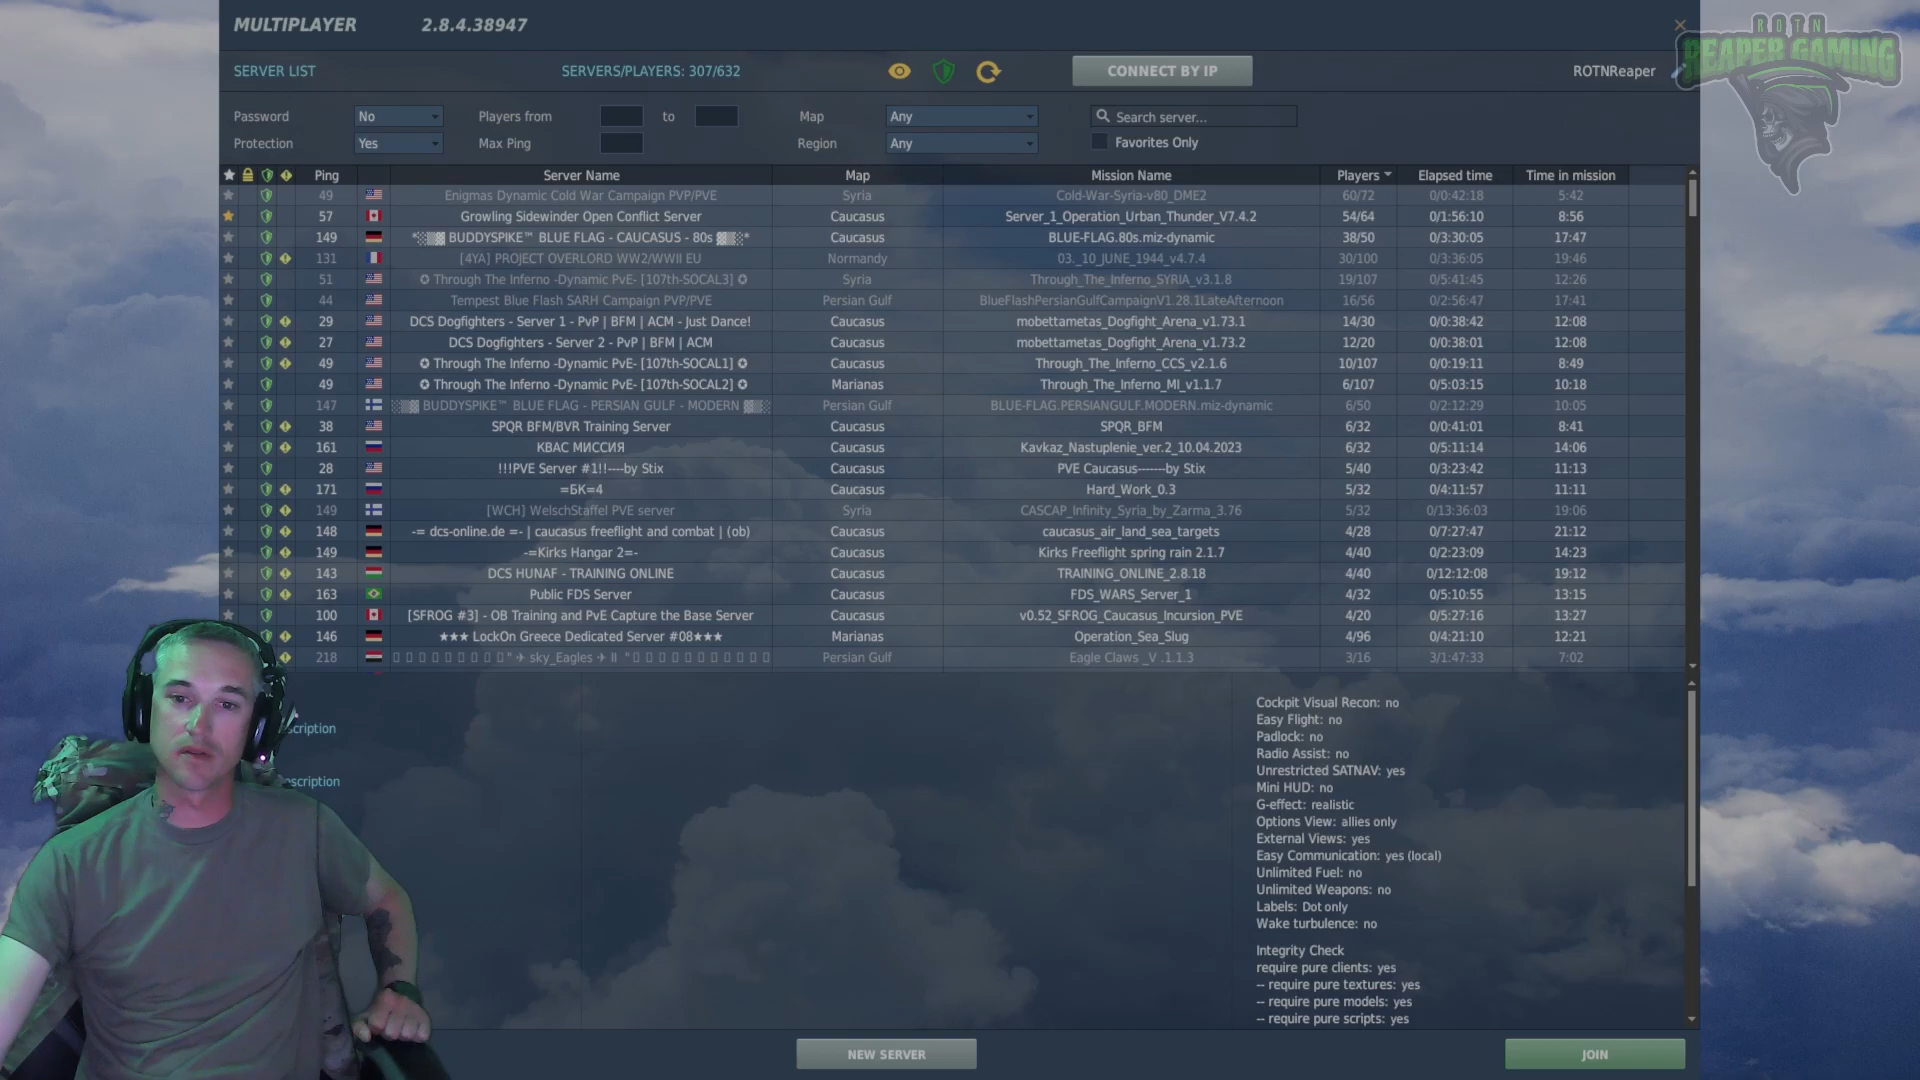 MULTIPLAYER 2.8.4.38947
ROTN
REAPER GAMING
SERVER LIST SERVERS/PLAYERS: 307/632 CONNECT BY IP ROTNReaper
Password No Players from to Map Any Search server...
Protection Yes Max Ping Region Any Favorites Only
Ping Server Name Map Mission Name Players Elapsed time Time in mission
49 Enigmas Dynamic Cold War Campaign PVP/PVE Syria Cold-War-Syria-v80_DME2 60/72 0/0:42:18 5:42
57 Growling Sidewinder Open Conflict Server Caucasus Server_1_Operation_Urban_Thunder_V7.4.2 54/64 0/1:56:10 8:56
149 *░▒▓ BUDDYSPIKE™ BLUE FLAG - CAUCASUS - 80s ▓▒░* Caucasus BLUE-FLAG.80s.miz-dynamic 38/50 0/3:30:05 17:47
131 [4YA] PROJECT OVERLORD WW2/WWII EU Normandy 03._10_JUNE_1944_v4.7.4 30/100 0/3:36:05 19:46
51 ✪ Through The Inferno -Dynamic PvE- [107th-SOCAL3] ✪ Syria Through_The_Inferno_SYRIA_v3.1.8 19/107 0/5:41:45 12:26
44 Tempest Blue Flash SARH Campaign PVP/PVE Persian Gulf BlueFlashPersianGulfCampaignV1.28.1LateAfternoon 16/56 0/2:56:47 17:41
29 DCS Dogfighters - Server 1 - PvP | BFM | ACM - Just Dance! Caucasus mobettametas_Dogfight_Arena_v1.73.1 14/30 0/0:38:42 12:08
27 DCS Dogfighters - Server 2 - PvP | BFM | ACM Caucasus mobettametas_Dogfight_Arena_v1.73.2 12/20 0/0:38:01 12:08
49 ✪ Through The Inferno -Dynamic PvE- [107th-SOCAL1] ✪ Caucasus Through_The_Inferno_CCS_v2.1.6 10/107 0/0:19:11 8:49
49 ✪ Through The Inferno -Dynamic PvE- [107th-SOCAL2] ✪ Marianas Through_The_Inferno_MI_v1.1.7 6/107 0/5:03:15 10:18
147 ░▒▓ BUDDYSPIKE™ BLUE FLAG - PERSIAN GULF - MODERN ▓▒░ Persian Gulf BLUE-FLAG.PERSIANGULF.MODERN.miz-dynamic 6/50 0/2:12:29 10:05
38 SPQR BFM/BVR Training Server Caucasus SPQR_BFM 6/32 0/0:41:01 8:41
161 КВАС МИССИЯ Caucasus Kavkaz_Nastuplenie_ver.2_10.04.2023 6/32 0/5:11:14 14:06
28 !!!PVE Server #1!!----by Stix Caucasus PVE Caucasus-------by Stix 5/40 0/3:23:42 11:13
171 =БК=4 Caucasus Hard_Work_0.3 5/32 0/4:11:57 11:11
149 [WCH] WelschStaffel PVE server Syria CASCAP_Infinity_Syria_by_Zarma_3.76 5/32 0/13:36:03 19:06
148 -= dcs-online.de =- | caucasus freeflight and combat | (ob) Caucasus caucasus_air_land_sea_targets 4/28 0/7:27:47 21:12
149 -=Kirks Hangar 2=- Caucasus Kirks Freeflight spring rain 2.1.7 4/40 0/2:23:09 14:23
143 DCS HUNAF - TRAINING ONLINE Caucasus TRAINING_ONLINE_2.8.18 4/40 0/12:12:08 19:12
163 Public FDS Server Caucasus FDS_WARS_Server_1 4/32 0/5:10:55 13:15
100 [SFROG #3] - OB Training and PvE Capture the Base Server Caucasus v0.52_SFROG_Caucasus_Incursion_PVE 4/20 0/5:27:16 13:27
146 ★★★ LockOn Greece Dedicated Server #08★★★ Marianas Operation_Sea_Slug 4/96 0/4:21:10 12:21
218 " ✈ sky_Eagles ✈ II " Persian Gulf Eagle Claws _V .1.1.3 3/16 3/1:47:33 7:02
scription
scription
Cockpit Visual Recon: no
Easy Flight: no
Padlock: no
Radio Assist: no
Unrestricted SATNAV: yes
Mini HUD: no
G-effect: realistic
Options View: allies only
External Views: yes
Easy Communication: yes (local)
Unlimited Fuel: no
Unlimited Weapons: no
Labels: Dot only
Wake turbulence: no
Integrity Check
require pure clients: yes
-- require pure textures: yes
-- require pure models: yes
-- require pure scripts: yes
NEW SERVER JOIN